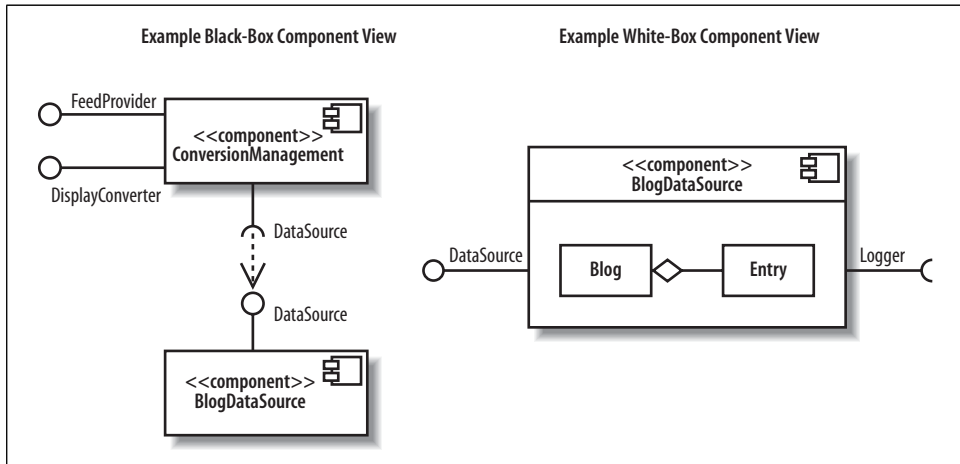 Example Black-Box Component View
FeedProvider
<<component>>
ConversionManagement
DisplayConverter
DataSource
DataSource
<<component>>
BlogDataSource
Example White-Box Component View
<<component>>
BlogDataSource
DataSource
Blog
Entry
Logger